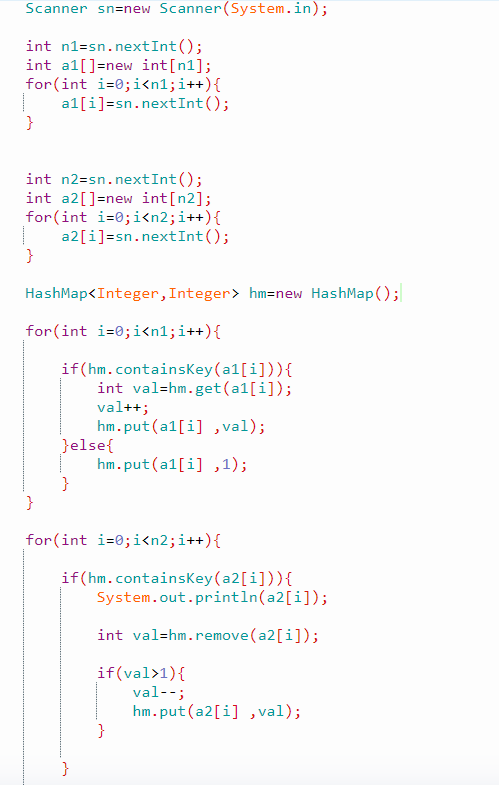 Scanner sn=new Scanner(System.in);
int n1=sn.nextInt();
int a1[]=new int[n1];
for(int i=0;i<n1;i++){
a1[i]=sn.nextInt();
}
int n2=sn.nextInt();
int a2[]=new int[n2];
for(int i=0;i<n2;i++){
a2[i]=sn.nextInt();
}
HashMap<Integer,Integer> hm=new HashMap();
for(int i=0;i<n1;i++){
if(hm.containsKey(a1[i])){
int val=hm.get(a1[i]);
val++;
hm.put(a1[i] ,val);
}else{
hm.put(a1[i] ,1);
}
}
for(int i=0;i<n2;i++){
if(hm.containsKey(a2[i])){
System.out.println(a2[i]);
int val=hm.remove(a2[i]);
if(val>1){
val--;
hm.put(a2[i] ,val);
}
}